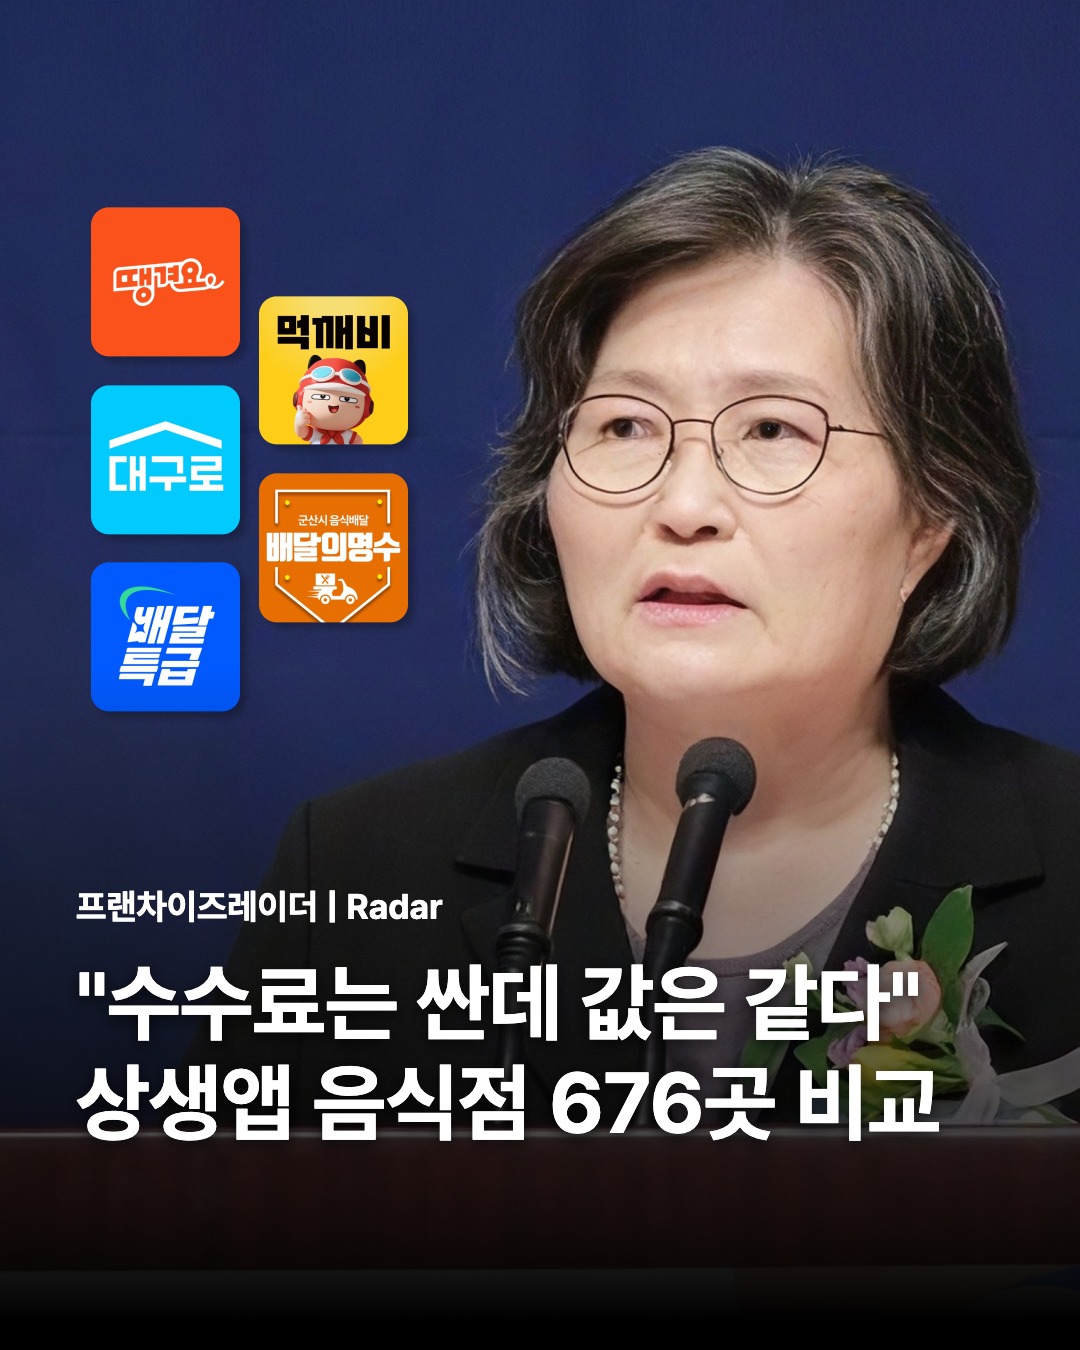 땡겨요
먹깨비
대구로
군산시 음식배달
배달의명수
배달
특급
프랜차이즈레이더 | Radar
"수수료는 싼데 값은 같다"
상생앱 음식점 676곳 비교